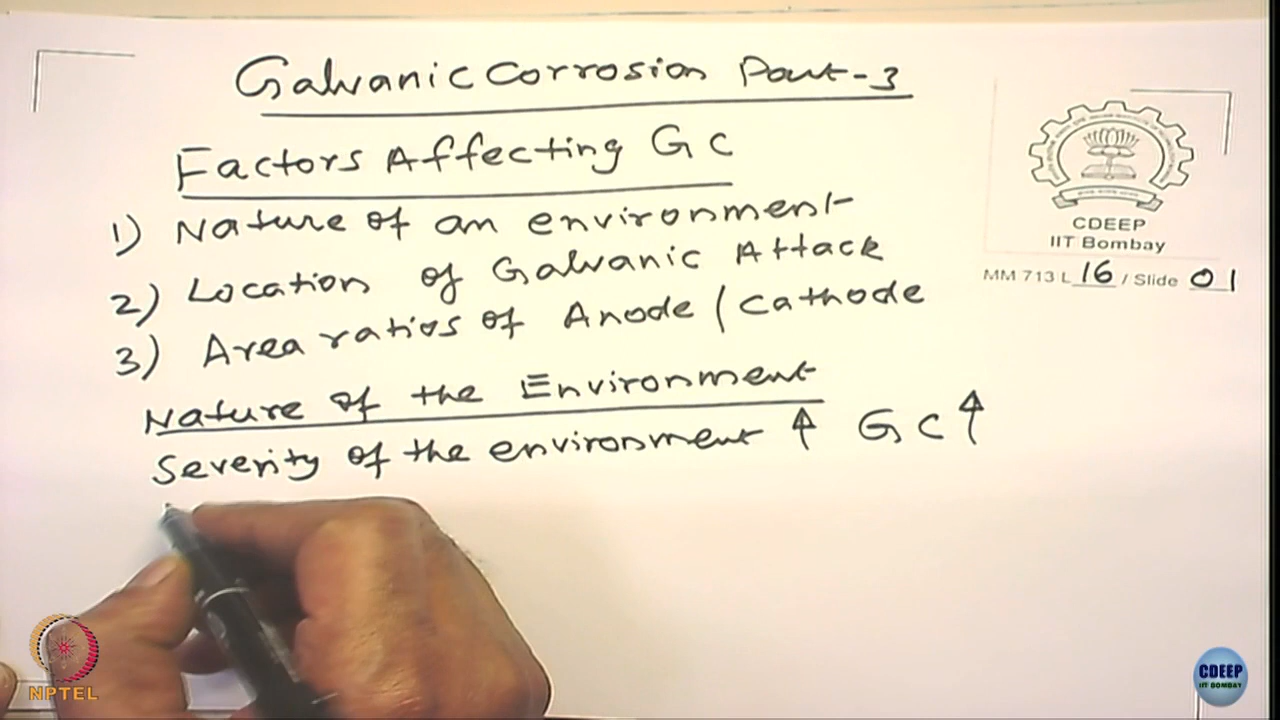 Galvanic Corrosion Part-3
Factors Affecting GC
1) Nature of an environment
2) Location of Galvanic Attack
3) Area ratios of Anode / Cathode
Nature of the Environment
Severity of the environment ↑ GC ↑
CDEEP
IIT Bombay
MM 713 L 16 / Slide 01
NPTEL
CDEEP
IIT BOMBAY